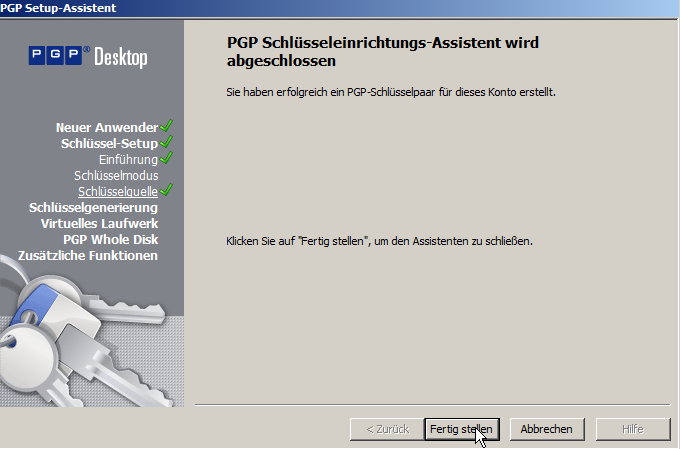 PGP Setup-Assistent
PGP® Desktop
Neuer Anwender
Schlüssel-Setup
Einführung
Schlüsselmodus
Schlüsselquelle
Schlüsselgenerierung
Virtuelles Laufwerk
PGP Whole Disk
Zusätzliche Funktionen
PGP Schlüsseleinrichtungs-Assistent wird
abgeschlossen
Sie haben erfolgreich ein PGP-Schlüsselpaar für dieses Konto erstellt.
Klicken Sie auf "Fertig stellen", um den Assistenten zu schließen.
< Zurück
Fertig stellen
Abbrechen
Hilfe